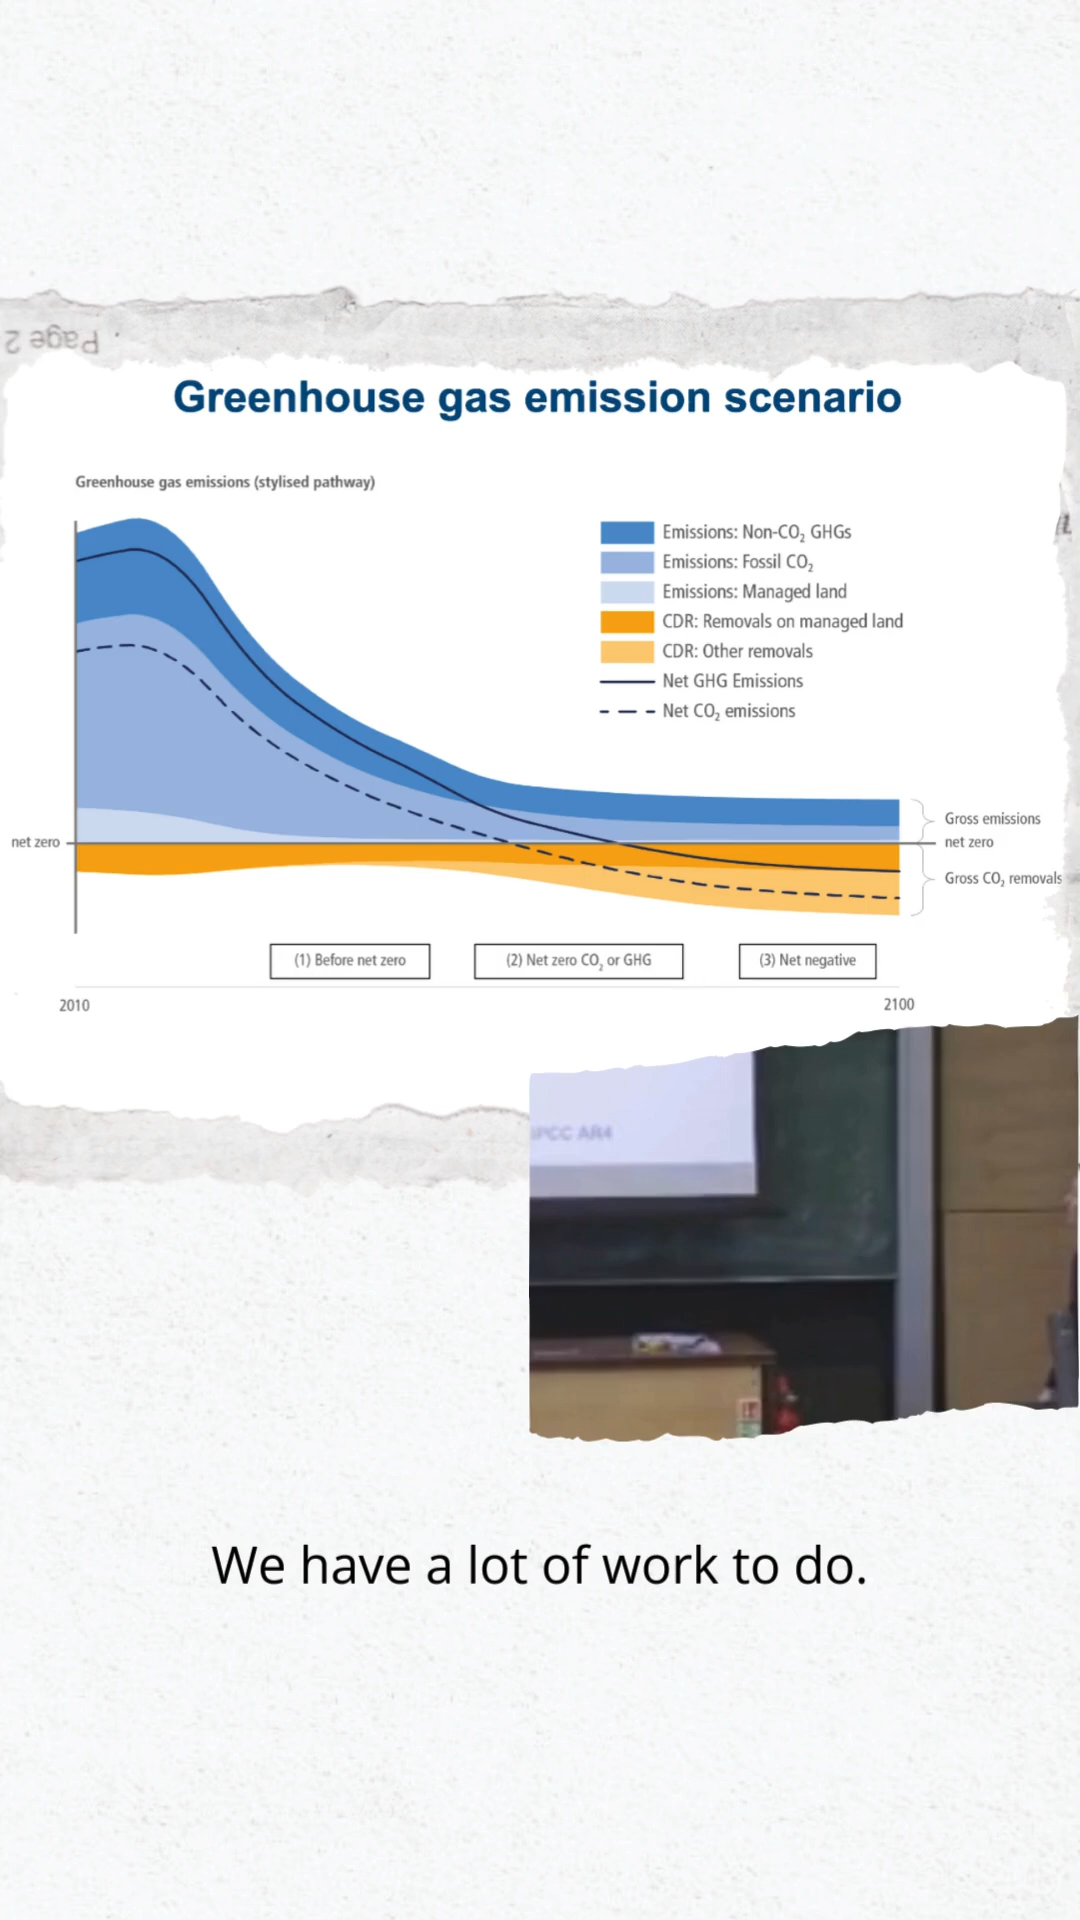 Page 2
Greenhouse gas emission scenario
Greenhouse gas emissions (stylised pathway)
Emissions: Non-CO₂ GHGs
Emissions: Fossil CO₂
Emissions: Managed land
CDR: Removals on managed land
CDR: Other removals
Net GHG Emissions
Net CO₂ emissions
Gross emissions
net zero
net zero
Gross CO₂ removals
(1) Before net zero
(2) Net zero CO₂ or GHG
(3) Net negative
2010
2100
IPCC AR4
We have a lot of work to do.